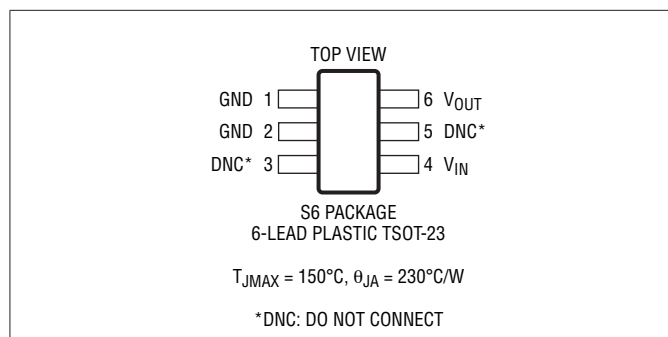 TOP VIEW
GND 1
6 VOUT
GND 2
5 DNC*
DNC* 3
4 VIN
S6 PACKAGE
6-LEAD PLASTIC TSOT-23
TJMAX = 150°C, θJA = 230°C/W
*DNC: DO NOT CONNECT